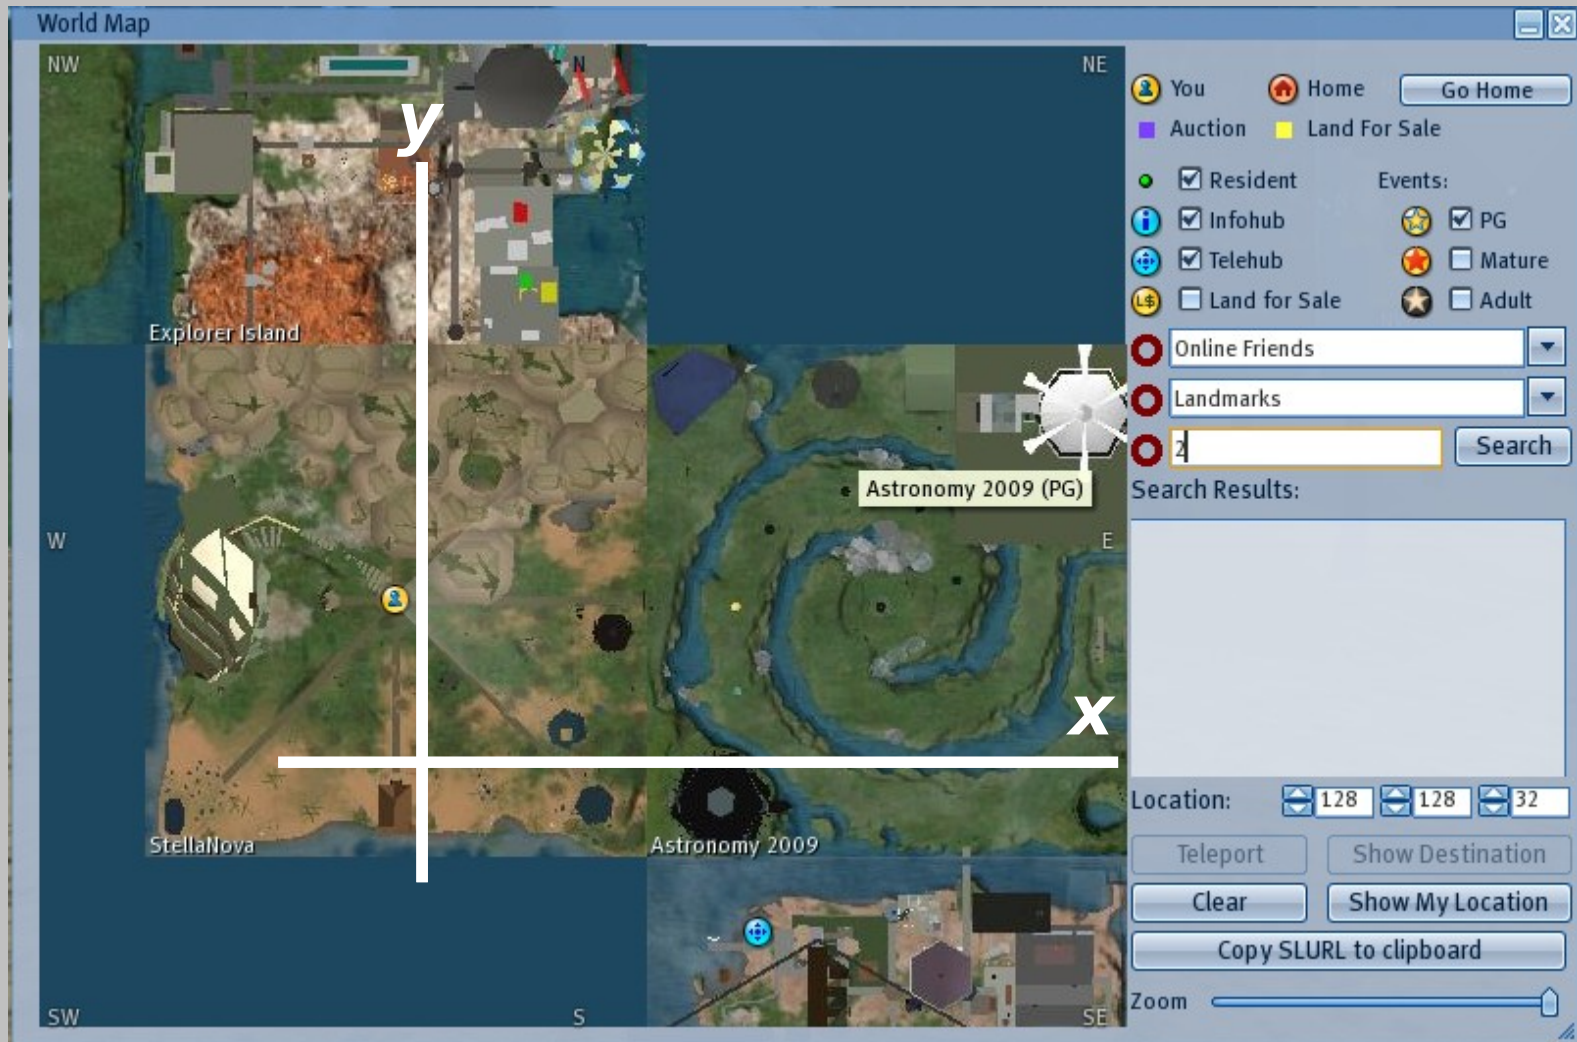 World Map
NW
N
NE
y
Explorer Island
W
E
Astronomy 2009 (PG)
x
StellaNova
Astronomy 2009
SW
S
SE
You
Home
Go Home
Auction
Land For Sale
Resident
Events:
Infohub
PG
Telehub
Mature
L$
Land for Sale
Adult
Online Friends
Landmarks
2
Search
Search Results:
Location:
128
128
32
Teleport
Show Destination
Clear
Show My Location
Copy SLURL to clipboard
Zoom